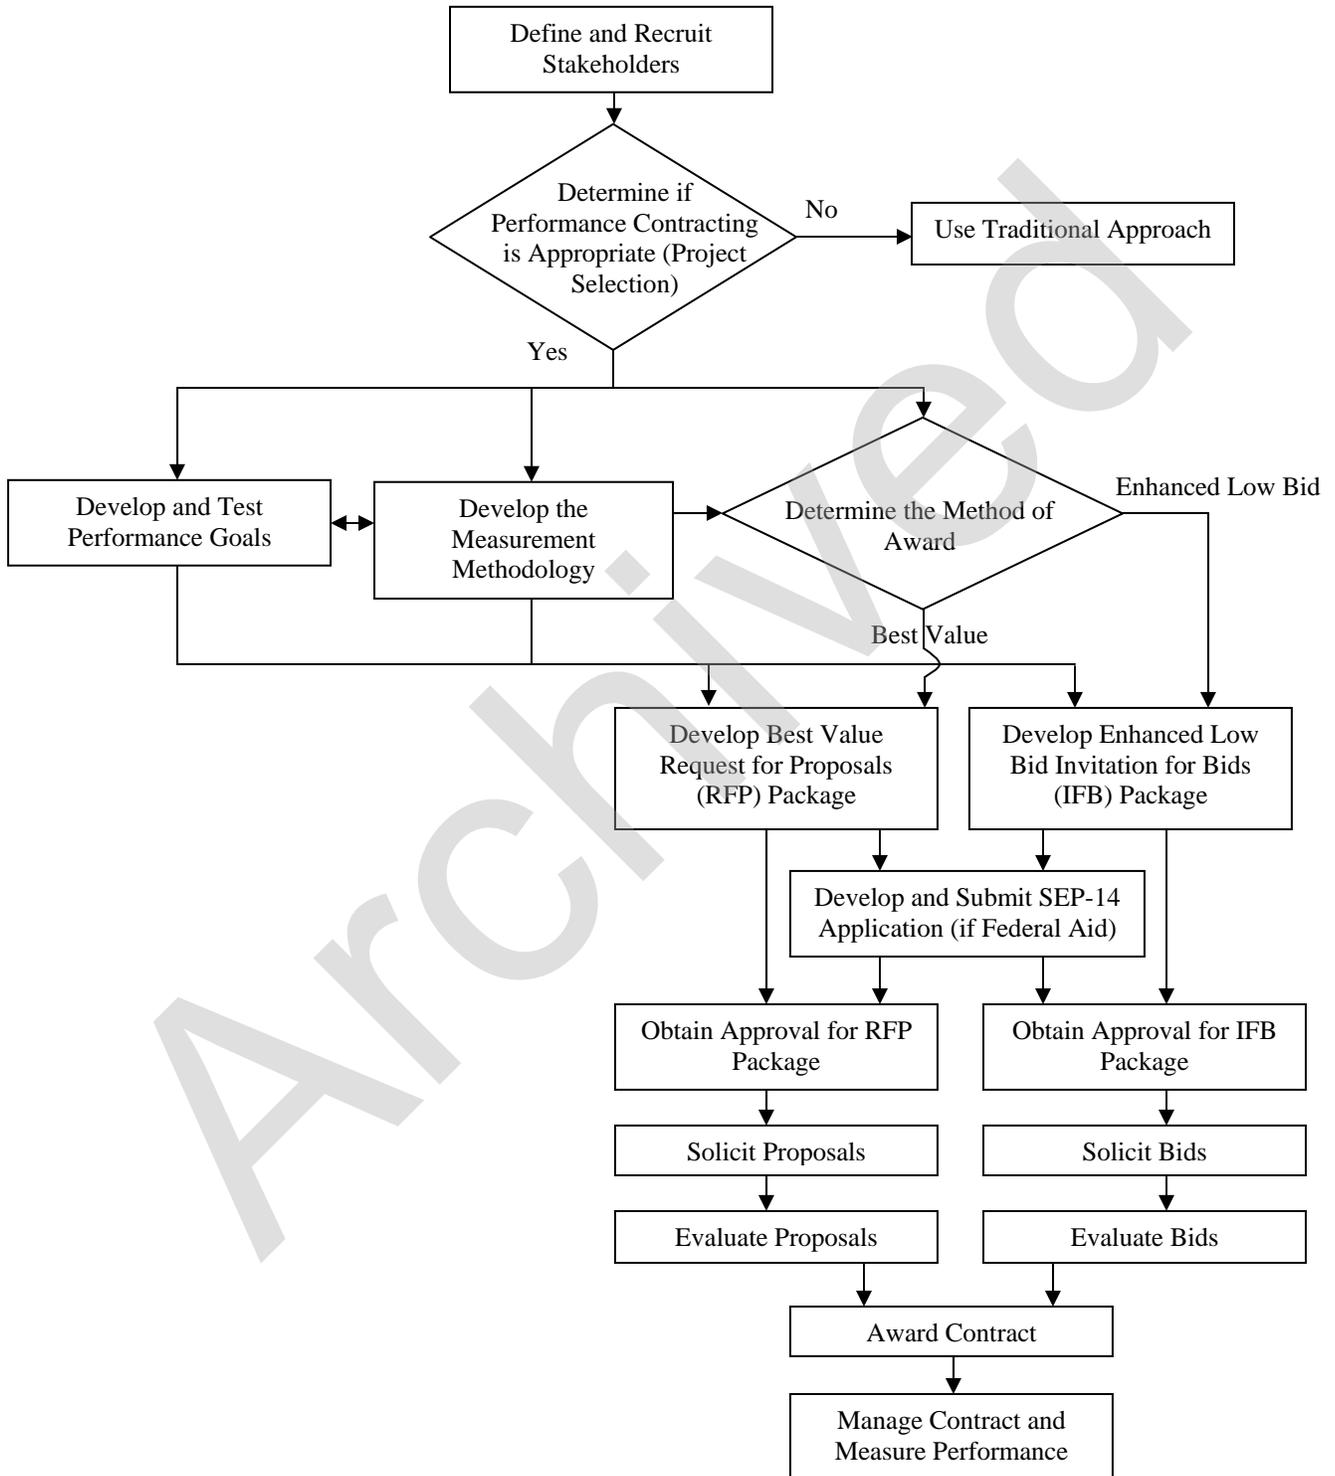 Define and Recruit
Stakeholders
Determine if
Performance Contracting
is Appropriate (Project
Selection)
No
Use Traditional Approach
Yes
Develop and Test
Performance Goals
Develop the
Measurement
Methodology
Determine the Method of
Award
Enhanced Low Bid
Best Value
Develop Best Value
Request for Proposals
(RFP) Package
Develop Enhanced Low
Bid Invitation for Bids
(IFB) Package
Develop and Submit SEP-14
Application (if Federal Aid)
Obtain Approval for RFP
Package
Obtain Approval for IFB
Package
Solicit Proposals
Solicit Bids
Evaluate Proposals
Evaluate Bids
Award Contract
Manage Contract and
Measure Performance
Archived